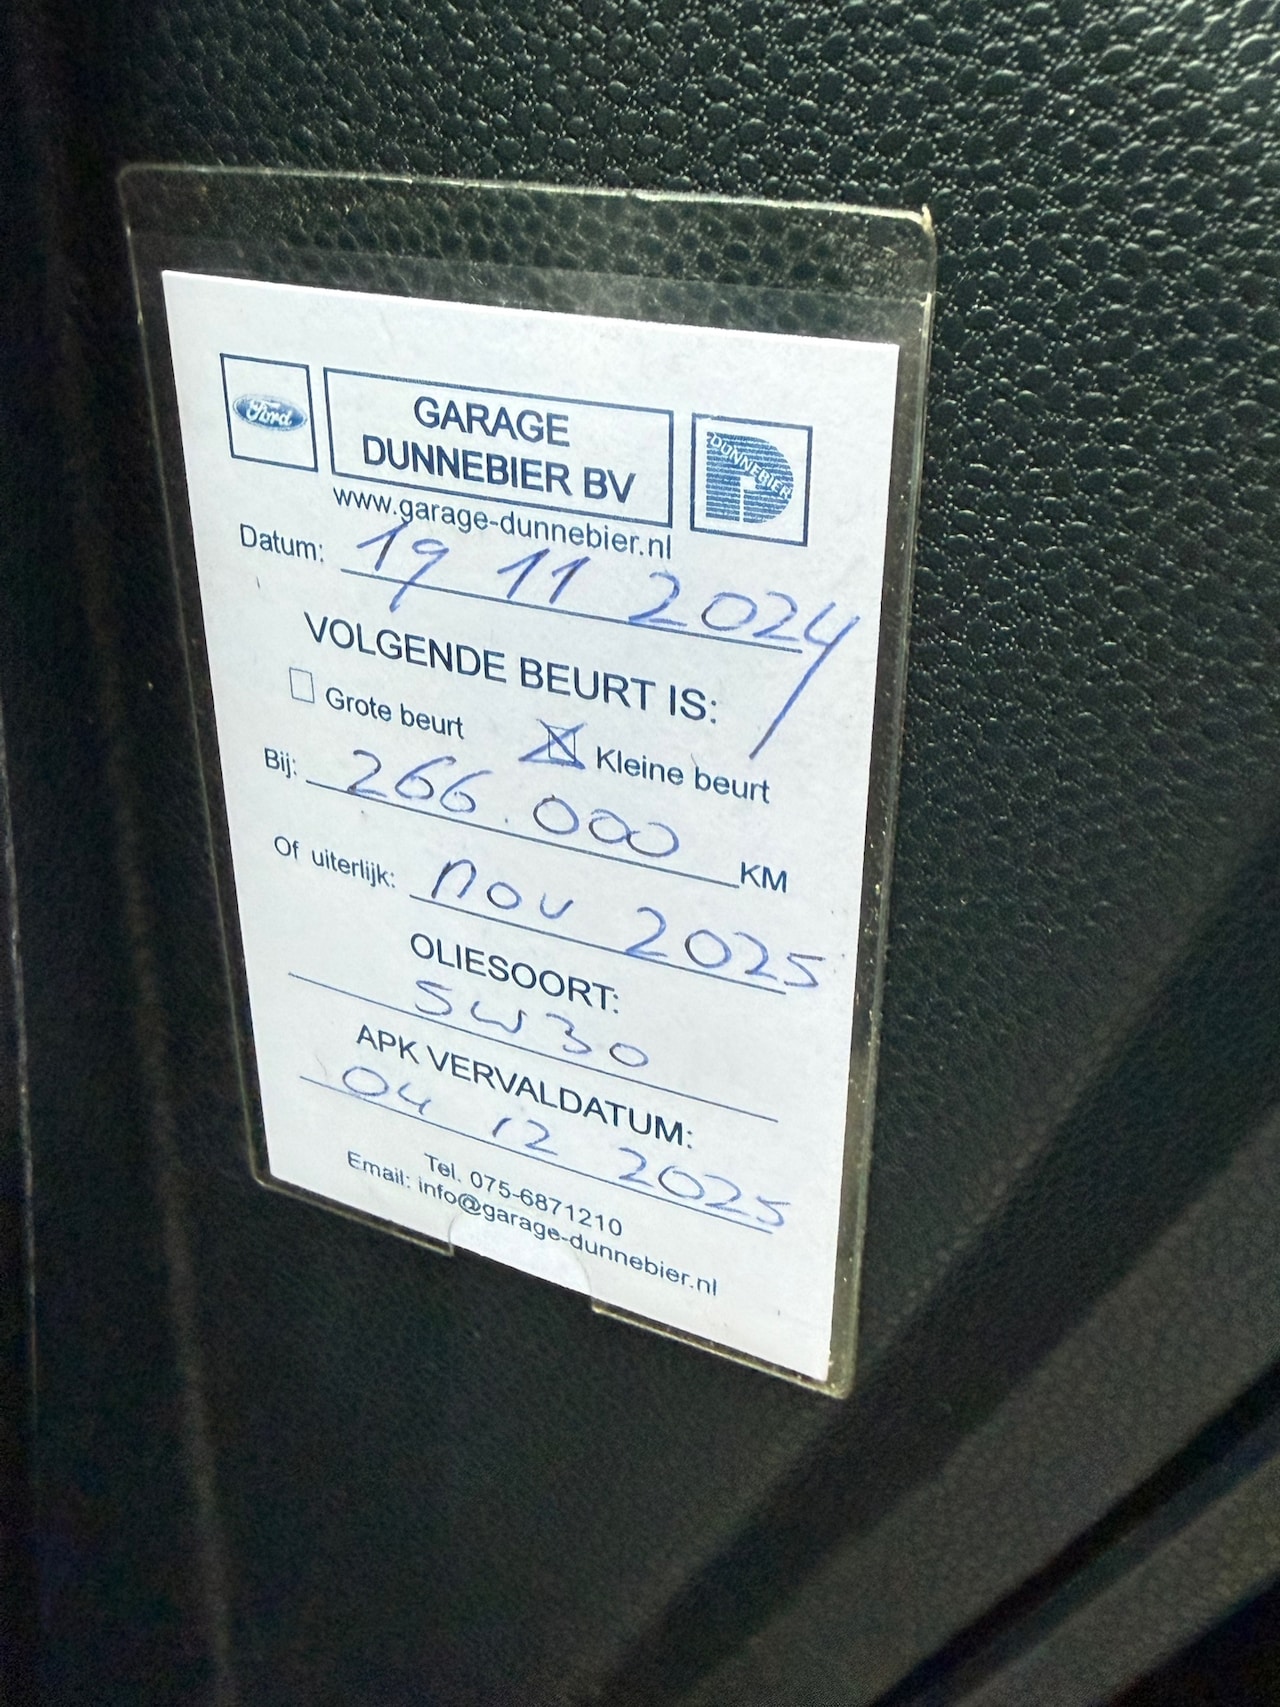 Ford
GARAGE
DUNNEBIER BV
DUNNEBIER
www.garage-dunnebier.nl
Datum: 19 11 2024
VOLGENDE BEURT IS:
Grote beurt Kleine beurt
Bij: 266.000 KM
Of uiterlijk: nov 2025
OLIESOORT:
5w30
APK VERVALDATUM:
04 12 2025
Tel. 075-6871210
Email: info@garage-dunnebier.nl